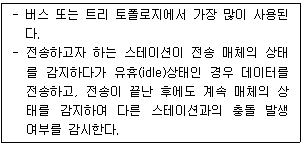 - 버스 또는 트리 토폴로지에서 가장 많이 사용된
다.
- 전송하고자 하는 스테이션이 전송 매체의 상태
를 감지하다가 유휴(idle)상태인 경우 데이터를
전송하고, 전송이 끝난 후에도 계속 매체의 상
태를 감지하여 다른 스테이션과의 충돌 발생
여부를 감시한다.